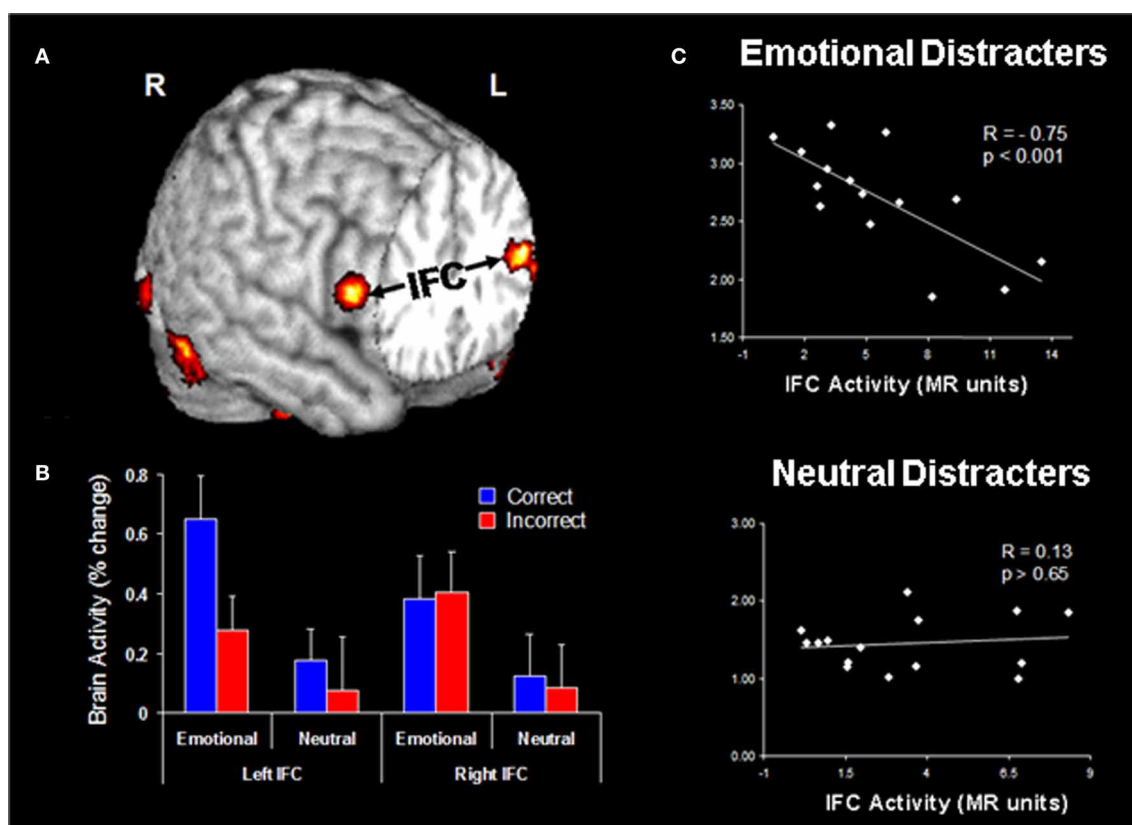 A
R
L
IFC
B
Brain Activity (% change)
0.8
0.6
0.4
0.2
0
Correct
Incorrect
Emotional
Neutral
Emotional
Neutral
Left IFC
Right IFC
C
Emotional Distracters
3.50
3.00
2.50
2.00
1.50
R = - 0.75
p < 0.001
-1
2
5
8
11
14
IFC Activity (MR units)
Neutral Distracters
3.00
2.00
1.00
0.00
R = 0.13
p > 0.65
-1
1.5
4
6.5
9
IFC Activity (MR units)